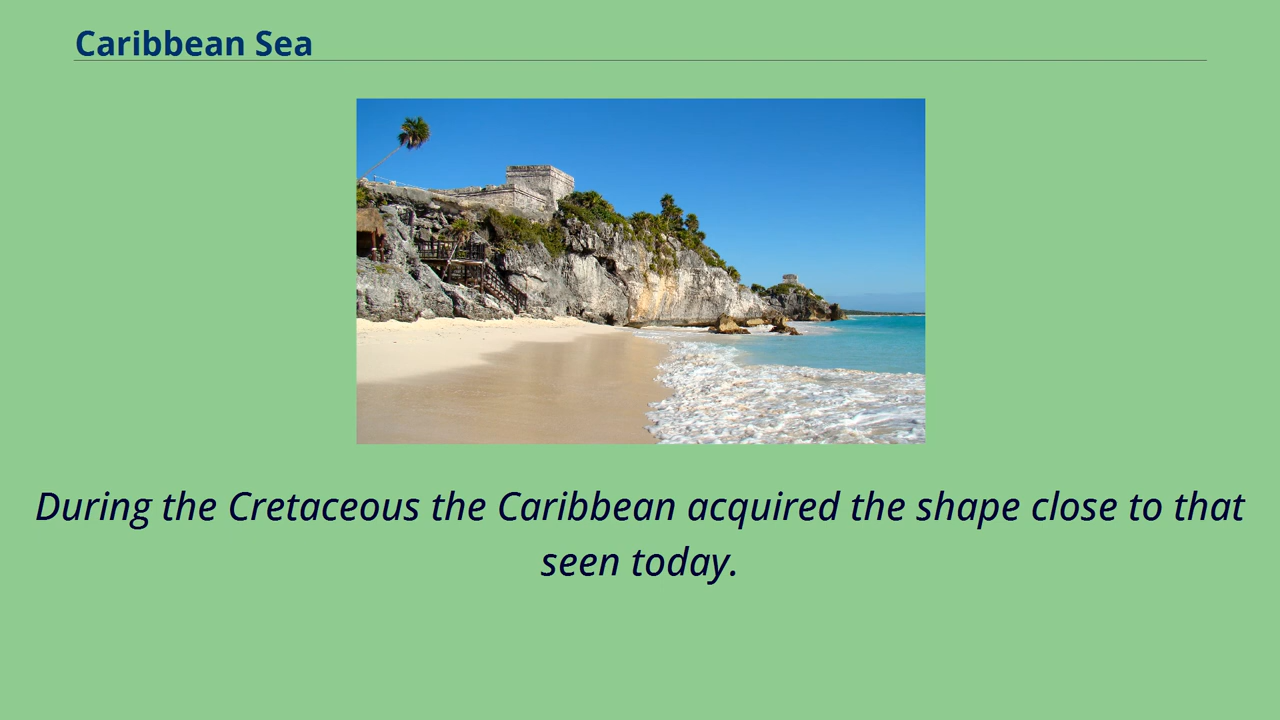 Caribbean Sea
During the Cretaceous the Caribbean acquired the shape close to that
seen today.